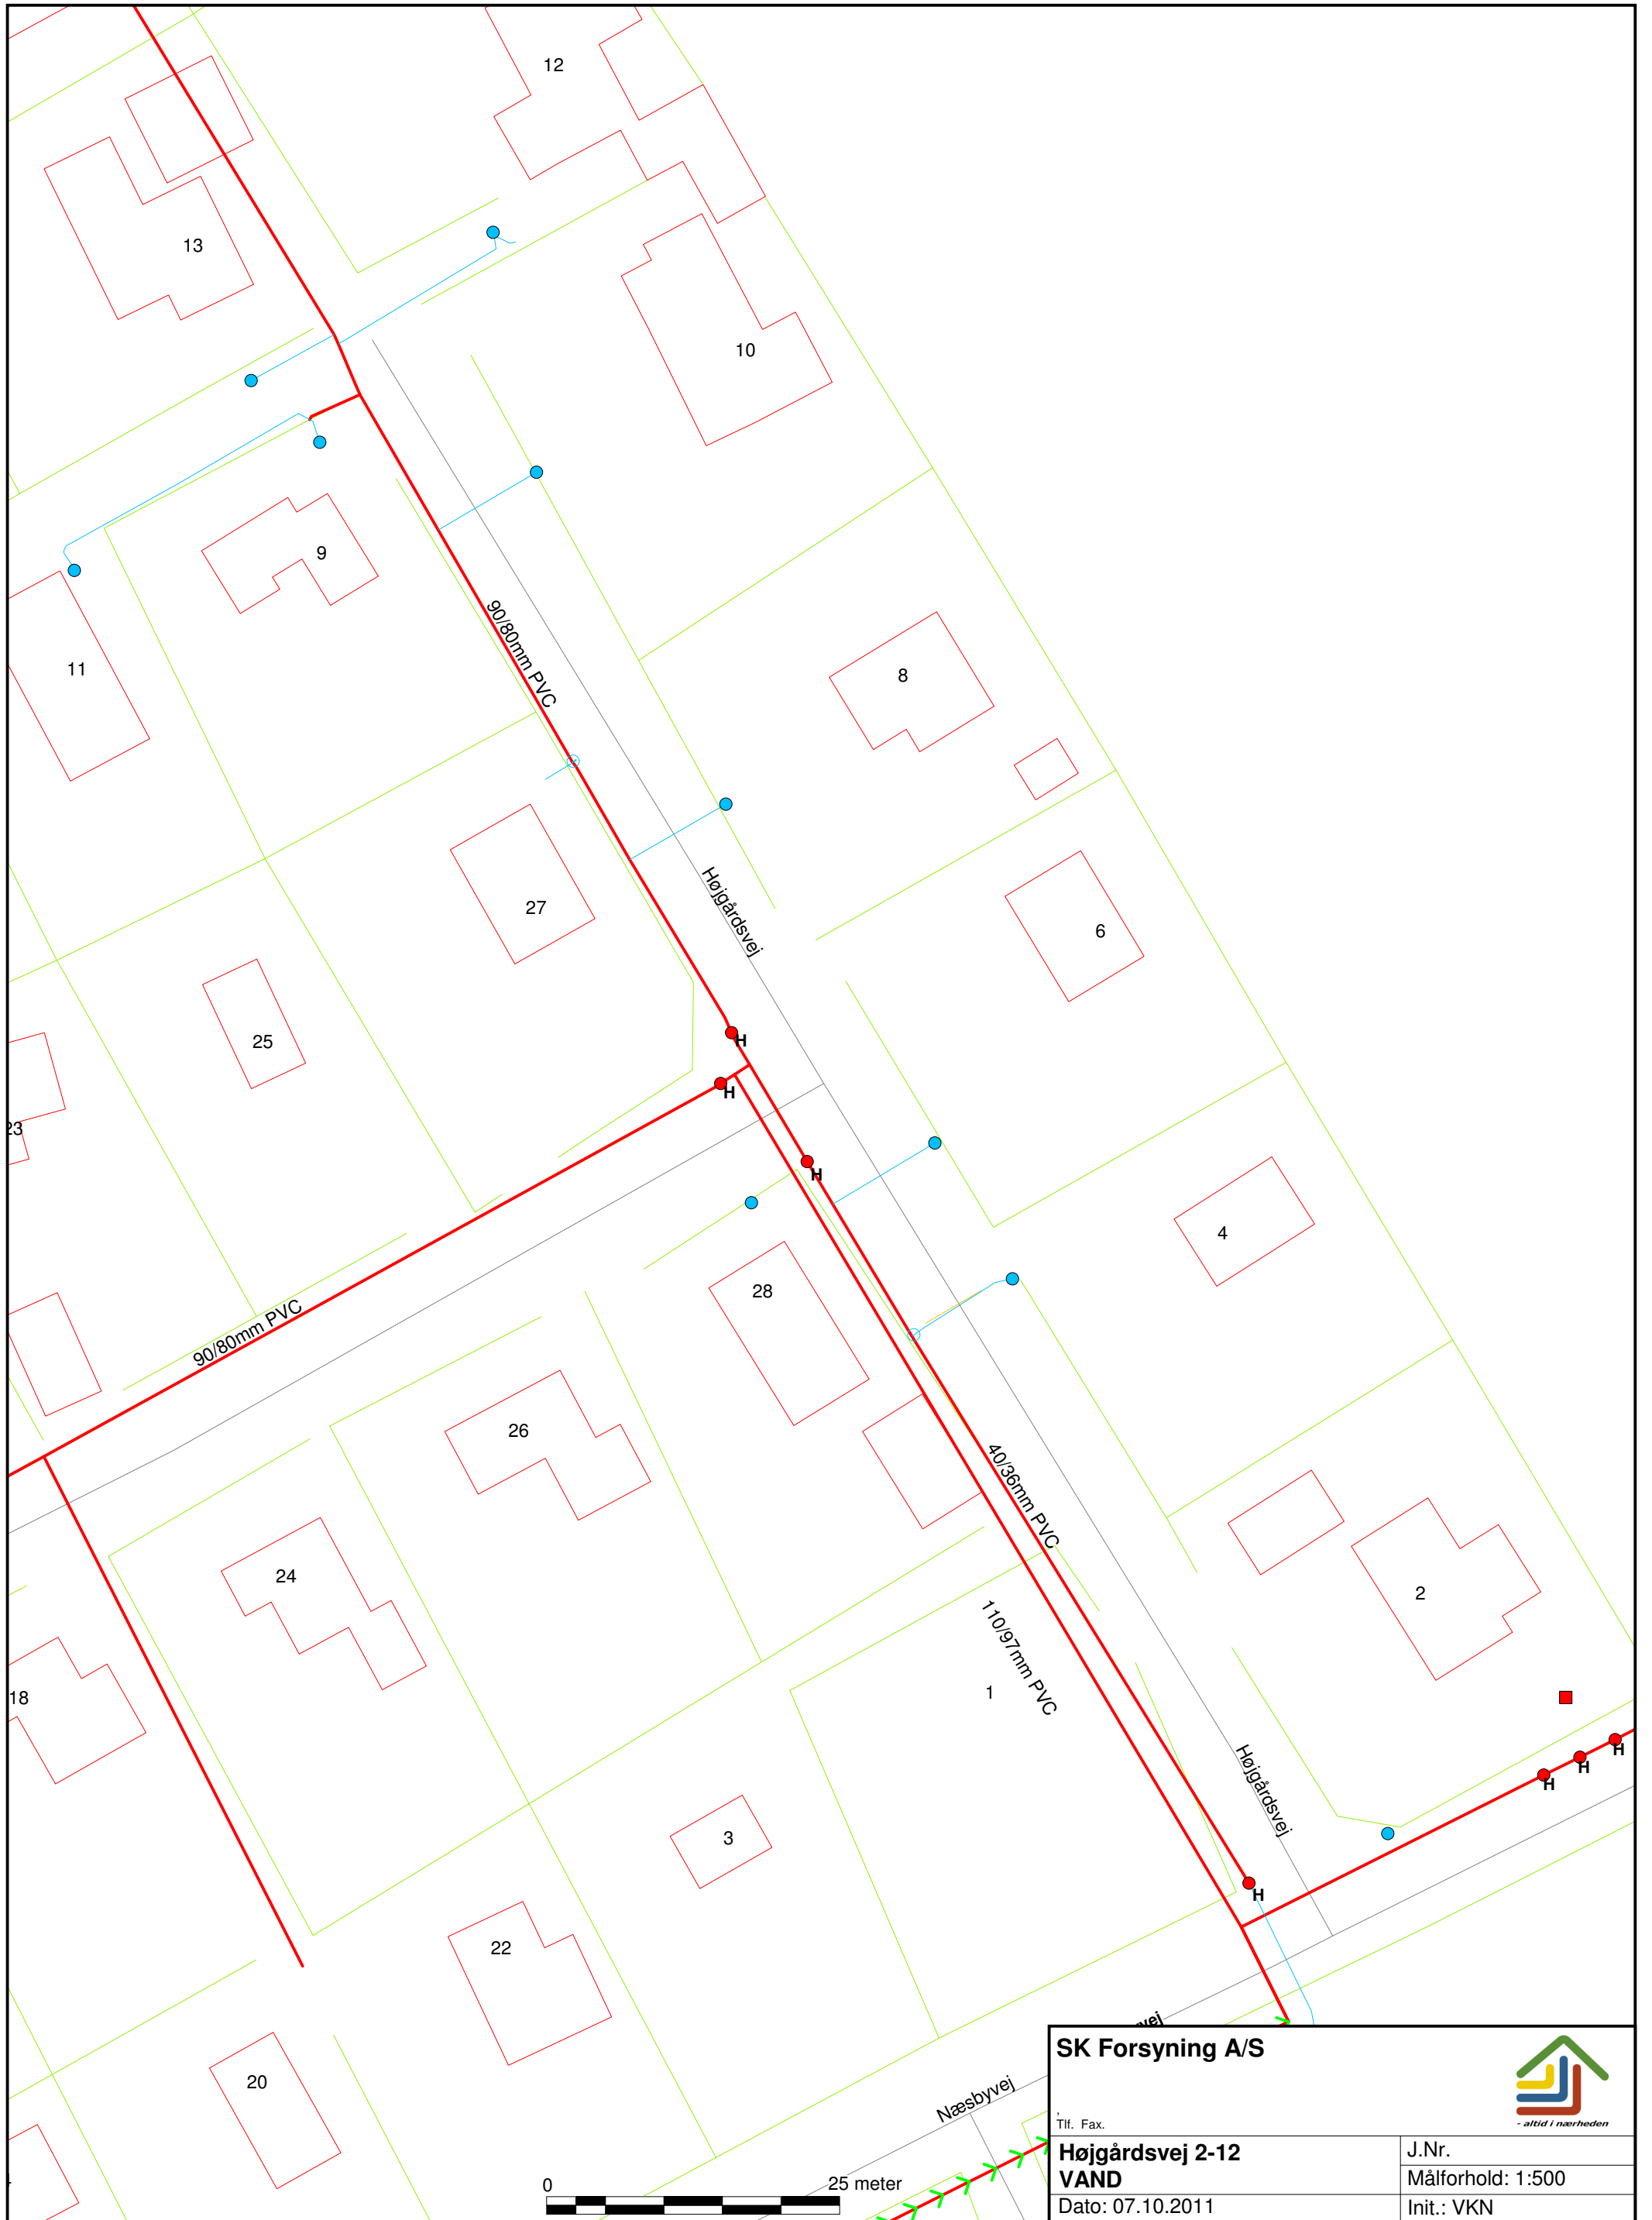 12
13
10
9
90/80mm PVC
11
8
Højgårdsvej
27
6
25
H
H
23
H
4
28
90/80mm PVC
26
40/36mm PVC
24
2
110/97mm PVC
1
18
Højgårdsvej
H
H
H
3
H
22
vej
20
Næsbyvej
0
25 meter
SK Forsyning A/S
,
Tlf. Fax.
- altid i nærheden
Højgårdsvej 2-12
VAND
J.Nr.
Målforhold: 1:500
Dato: 07.10.2011
Init.: VKN